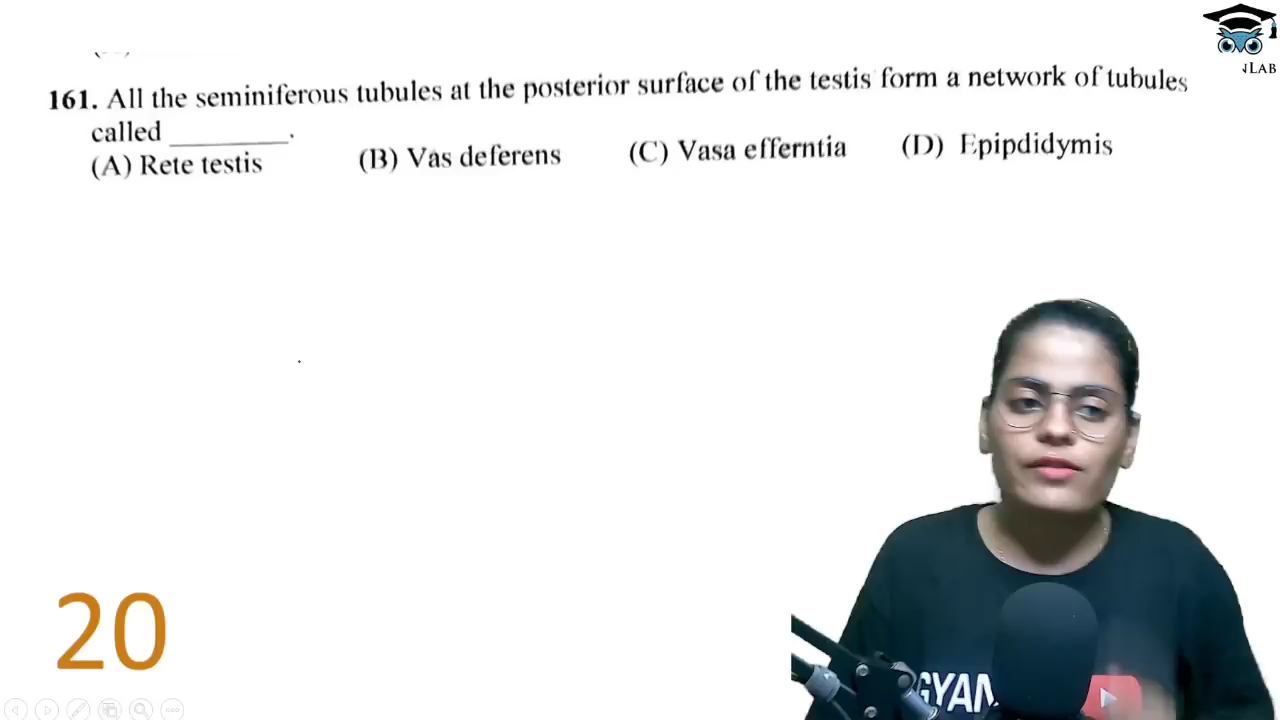 161. All the seminiferous tubules at the posterior surface of the testis form a network of tubules
called ________.
(A) Rete testis (B) Vas deferens (C) Vasa efferntia (D) Epipdidymis
20
LAB
GYAN